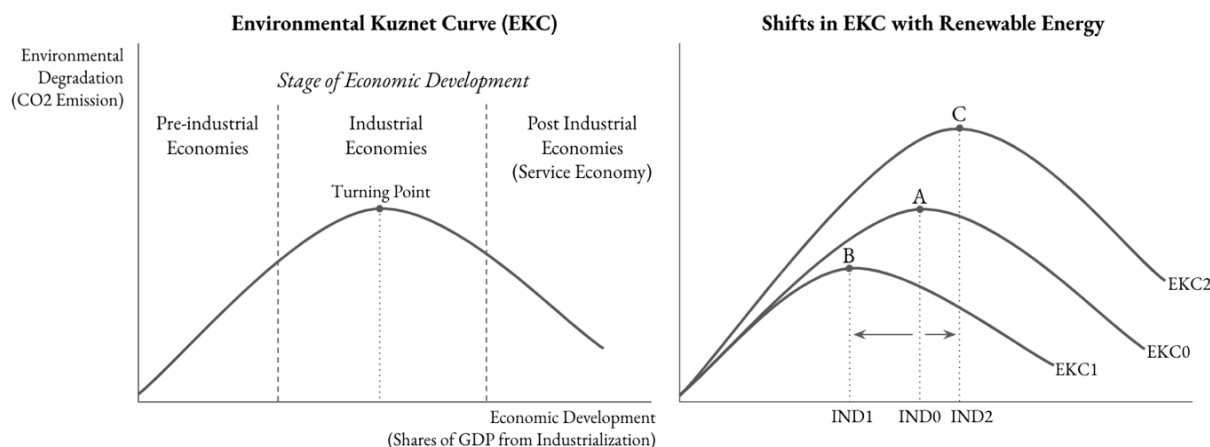 Environmental Kuznet Curve (EKC)
Environmental
Degradation
(CO2 Emission)
Stage of Economic Development
Pre-industrial
Economies
Industrial
Economies
Post Industrial
Economies
(Service Economy)
Turning Point
Economic Development
(Shares of GDP from Industrialization)
Shifts in EKC with Renewable Energy
C
A
B
EKC2
EKC0
EKC1
IND1
IND0
IND2